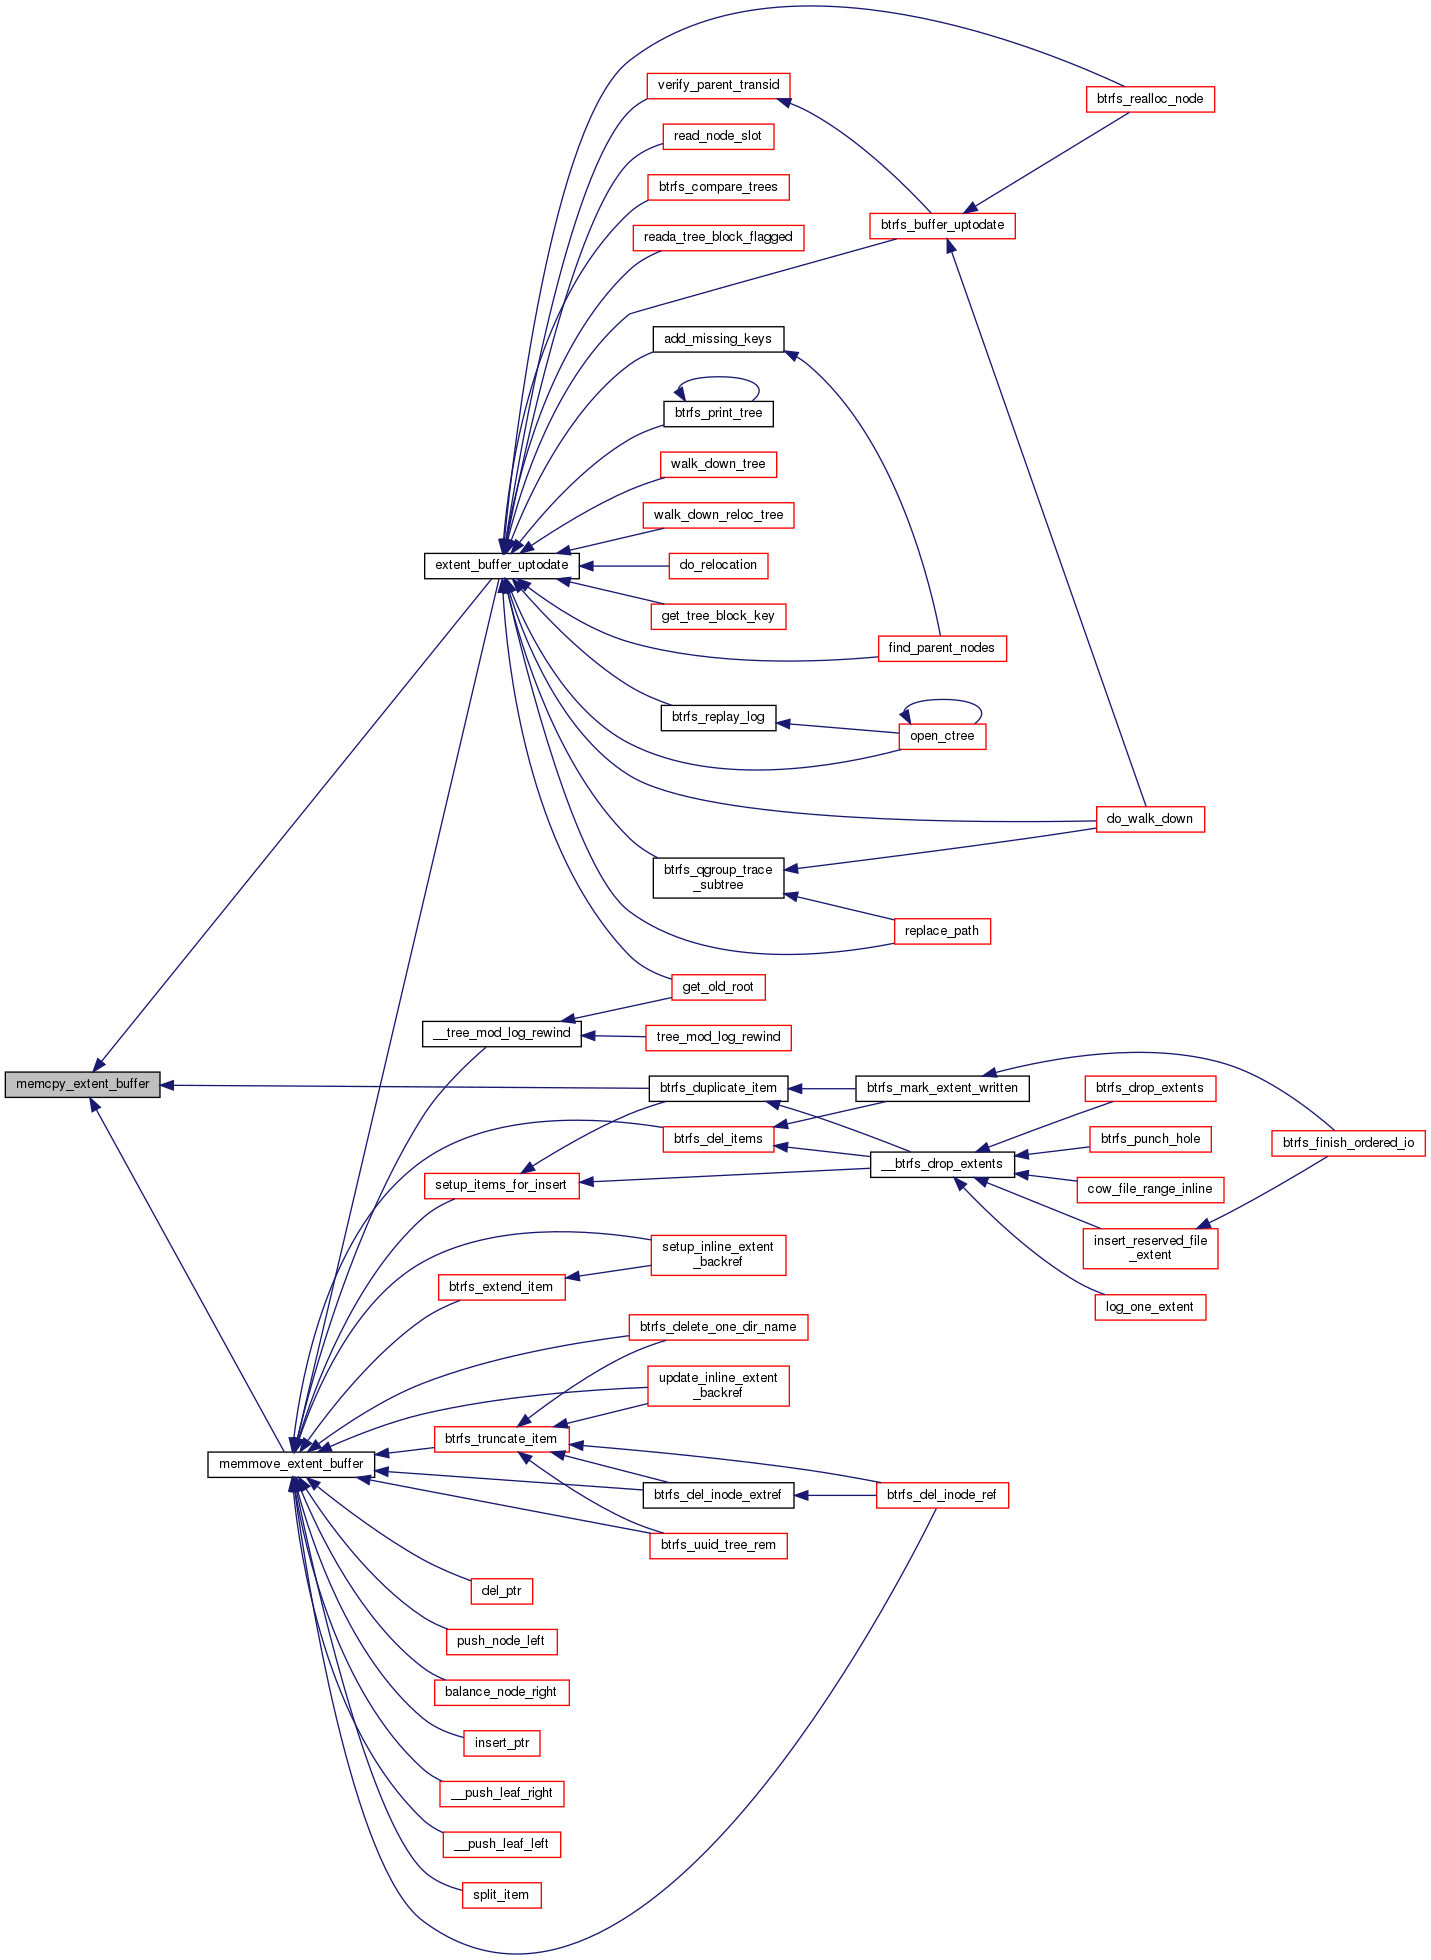 verify_parent_transid
btrfs_realloc_node
read_node_slot
btrfs_compare_trees
btrfs_buffer_uptodate
reada_tree_block_flagged
add_missing_keys
btrfs_print_tree
walk_down_tree
walk_down_reloc_tree
extent_buffer_uptodate
do_relocation
get_tree_block_key
find_parent_nodes
btrfs_replay_log
open_ctree
do_walk_down
btrfs_qgroup_trace
_subtree
replace_path
get_old_root
__tree_mod_log_rewind
tree_mod_log_rewind
memcpy_extent_buffer
btrfs_duplicate_item
btrfs_mark_extent_written
btrfs_drop_extents
btrfs_del_items
btrfs_punch_hole
btrfs_finish_ordered_io
__btrfs_drop_extents
setup_items_for_insert
cow_file_range_inline
insert_reserved_file
_extent
setup_inline_extent
_backref
btrfs_extend_item
log_one_extent
btrfs_delete_one_dir_name
update_inline_extent
_backref
btrfs_truncate_item
memmove_extent_buffer
btrfs_del_inode_extref
btrfs_del_inode_ref
btrfs_uuid_tree_rem
del_ptr
push_node_left
balance_node_right
insert_ptr
__push_leaf_right
__push_leaf_left
split_item